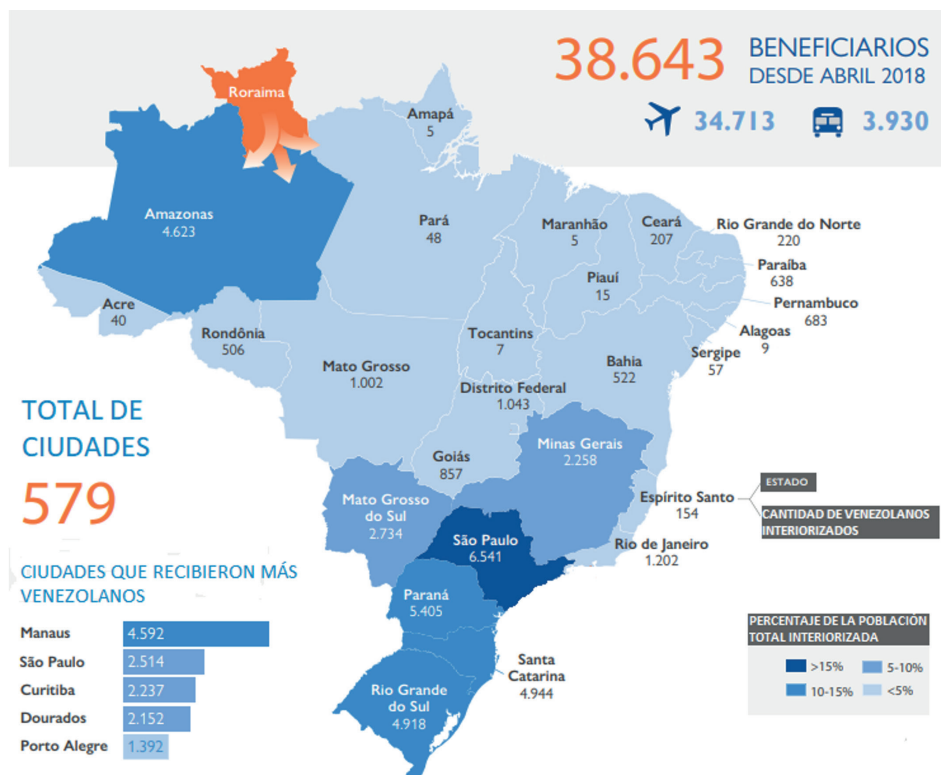 38.643 BENEFICIARIOS
DESDE ABRIL 2018
34.713 3.930
Roraima
Amapá
5
Amazonas
4.623
Pará
48
Maranhão
5
Ceará
207
Rio Grande do Norte
220
Piauí
15
Paraíba
638
Pernambuco
683
Alagoas
9
Sergipe
57
Acre
40
Rondônia
506
Tocantins
7
Mato Grosso
1.002
Bahia
522
Distrito Federal
1.043
Goiás
857
Minas Gerais
2.258
Mato Grosso
do Sul
2.734
Espírito Santo
154
ESTADO
CANTIDAD DE VENEZOLANOS
INTERIORIZADOS
São Paulo
6.541
Rio de Janeiro
1.202
Paraná
5.405
Santa
Catarina
4.944
Rio Grande
do Sul
4.918
TOTAL DE
CIUDADES
579
CIUDADES QUE RECIBIERON MÁS
VENEZOLANOS
Manaus 4.592
São Paulo 2.514
Curitiba 2.237
Dourados 2.152
Porto Alegre 1.392
PERCENTAJE DE LA POBLACIÓN
TOTAL INTERIORIZADA
>15% 5-10%
10-15% <5%